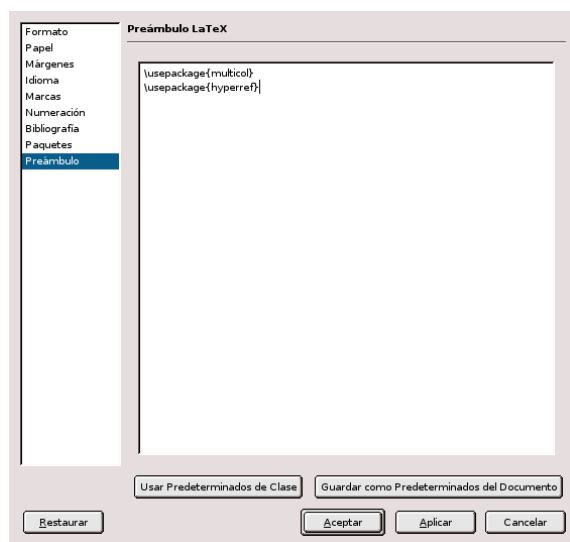 Formato
Papel
Márgenes
Idioma
Marcas
Numeración
Bibliografía
Paquetes
Preámbulo
Preámbulo LaTeX
\usepackage{multicol}
\usepackage{hyperref}
Usar Predeterminados de Clase
Guardar como Predeterminados del Documento
Restaurar
Aceptar
Aplicar
Cancelar